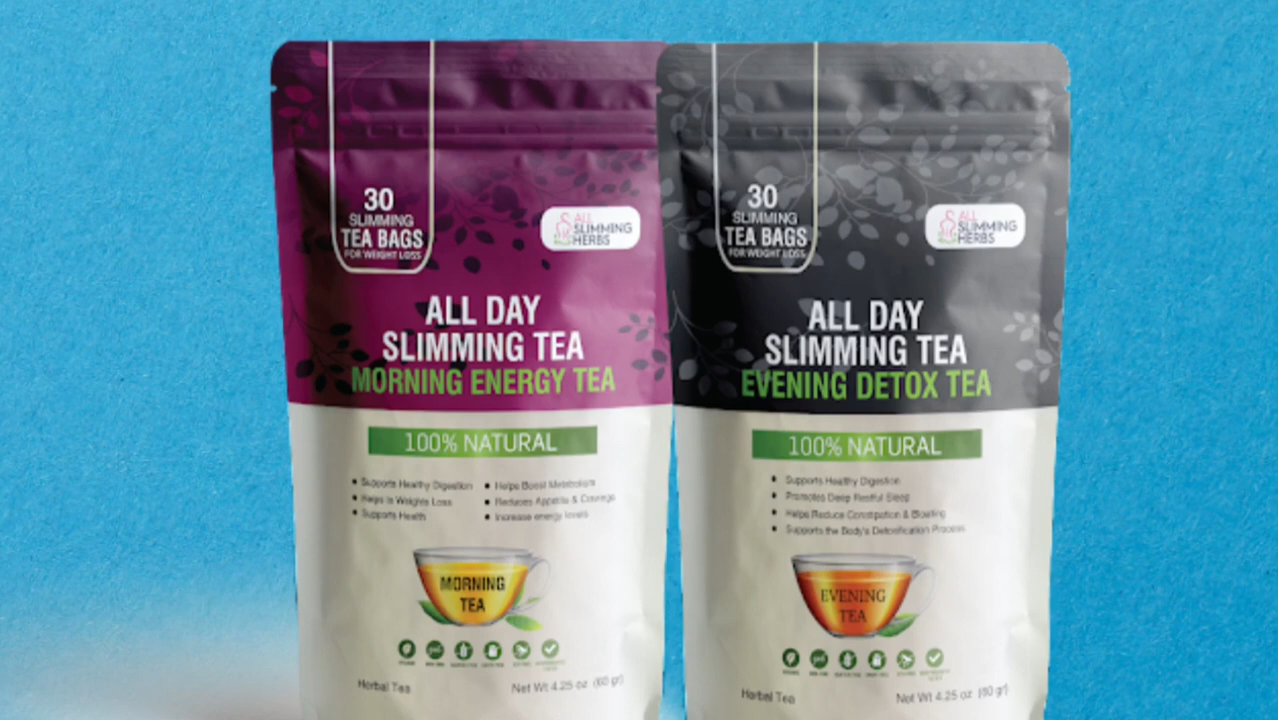 30
SLIMMING
TEA BAGS
FOR WEIGHT LOSS
ALL
SLIMMING
HERBS
ALL DAY
SLIMMING TEA
MORNING ENERGY TEA
100% NATURAL
Supports Healthy Digestion
Helps in Weights Loss
Supports Health
Helps Boost Metabolism
Reduces Appetite & Cravings
Increase energy levels
MORNING
TEA
Herbal Tea
Net Wt 4.25 oz (60 gr)
30
SLIMMING
TEA BAGS
FOR WEIGHT LOSS
ALL
SLIMMING
HERBS
ALL DAY
SLIMMING TEA
EVENING DETOX TEA
100% NATURAL
Supports Healthy Digestion
Promotes Deep Restful Sleep
Helps Reduce Constipation & Bloating
Supports the Body's Detoxification Process
EVENING
TEA
Herbal Tea
Net Wt 4.25 oz (60 gr)